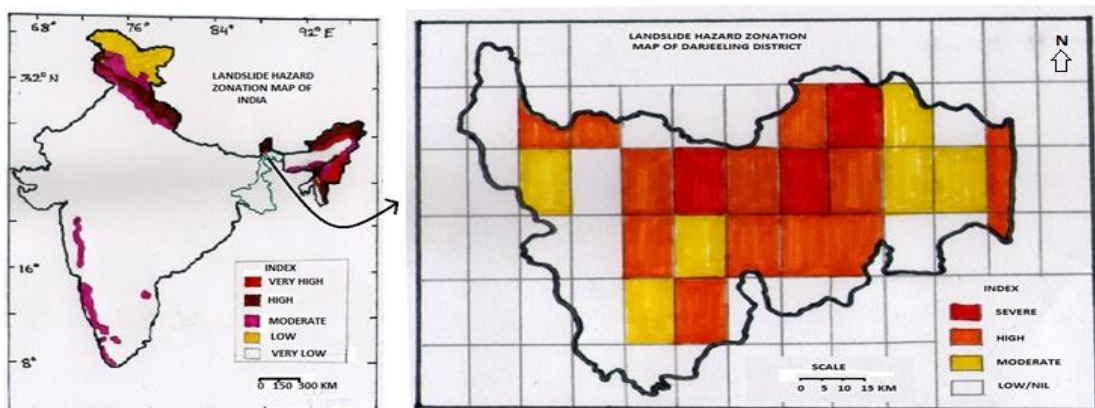 68° 76° 84 92°E
32°N
16°
8°
LANDSLIDE HAZARD
ZONATION MAP OF
INDIA
INDEX
VERY HIGH
HIGH
MODERATE
LOW
VERY LOW
0 150 300 KM
LANDSLIDE HAZARD ZONATION
MAP OF DARJEELING DISTRICT
N
INDEX
SEVERE
HIGH
MODERATE
LOW/NIL
SCALE
0 5 10 15 KM